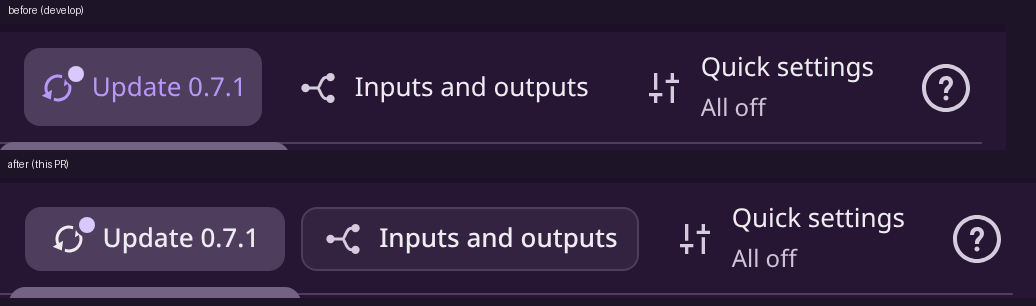 before (develop)
Update 0.7.1
Inputs and outputs
Quick settings
All off
?
after (this PR)
Update 0.7.1
Inputs and outputs
Quick settings
All off
?